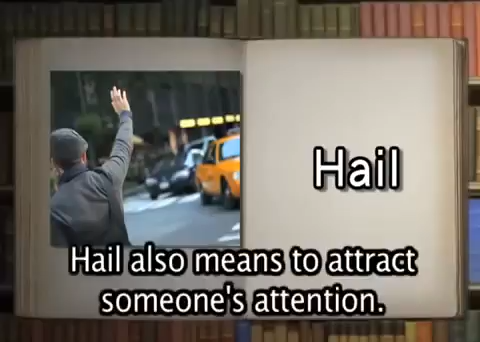 Hail
Hail also means to attract
someone's attention.